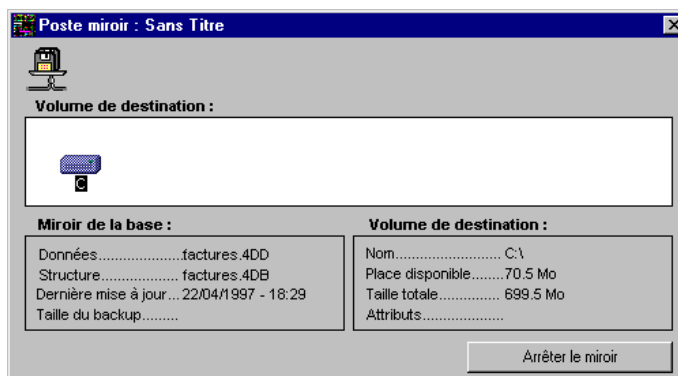 Poste miroir : Sans Titre
Volume de destination :
C
Miroir de la base :
Données....................factures.4DD
Structure.................. factures.4DB
Dernière mise à jour... 22/04/1997 - 18:29
Taille du backup.........
Volume de destination :
Nom......................... C:\
Place disponible........70.5 Mo
Taille totale............... 699.5 Mo
Attributs....................
Arrêter le miroir